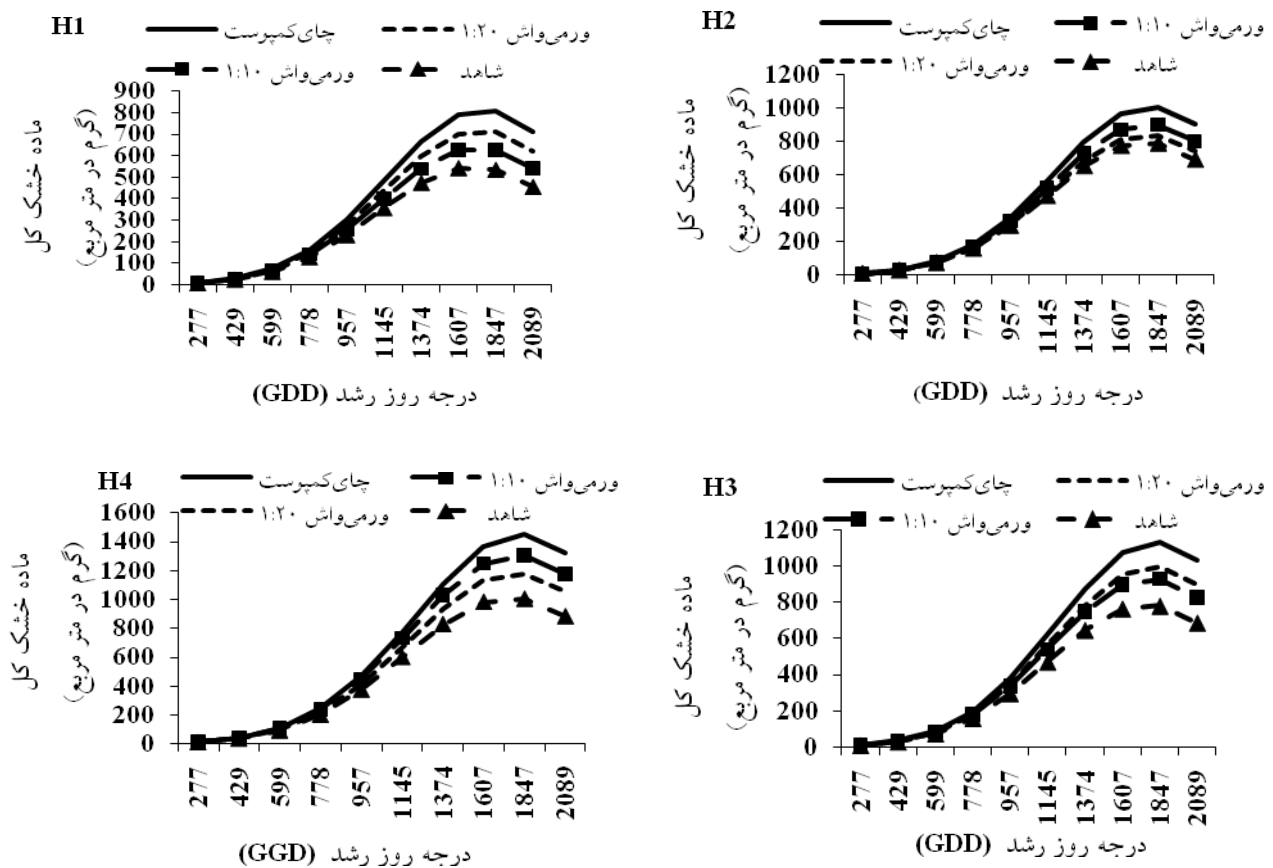 H1
چای‌کمپوست
ورمی‌واش ۱:۲۰
ورمی‌واش ۱:۱۰
شاهد
900
800
700
600
500
400
300
200
100
0
ماده خشک کل
(گرم در متر مربع)
277 429 599 778 957 1145 1374 1607 1847 2089
درجه روز رشد (GDD)
H2
چای‌کمپوست
ورمی‌واش ۱:۱۰
ورمی‌واش ۱:۲۰
شاهد
1200
1000
800
600
400
200
0
ماده خشک کل
(گرم در متر مربع)
277 429 599 778 957 1145 1374 1607 1847 2089
درجه روز رشد (GDD)
H4
چای‌کمپوست
ورمی‌واش ۱:۱۰
ورمی‌واش ۱:۲۰
شاهد
1600
1400
1200
1000
800
600
400
200
0
ماده خشک کل
(گرم در متر مربع)
277 429 599 778 957 1145 1374 1607 1847 2089
درجه روز رشد (GGD)
H3
چای‌کمپوست
ورمی‌واش ۱:۲۰
ورمی‌واش ۱:۱۰
شاهد
1200
1000
800
600
400
200
0
ماده خشک کل
(گرم در متر مربع)
277 429 599 778 957 1145 1374 1607 1847 2089
درجه روز رشد (GDD)